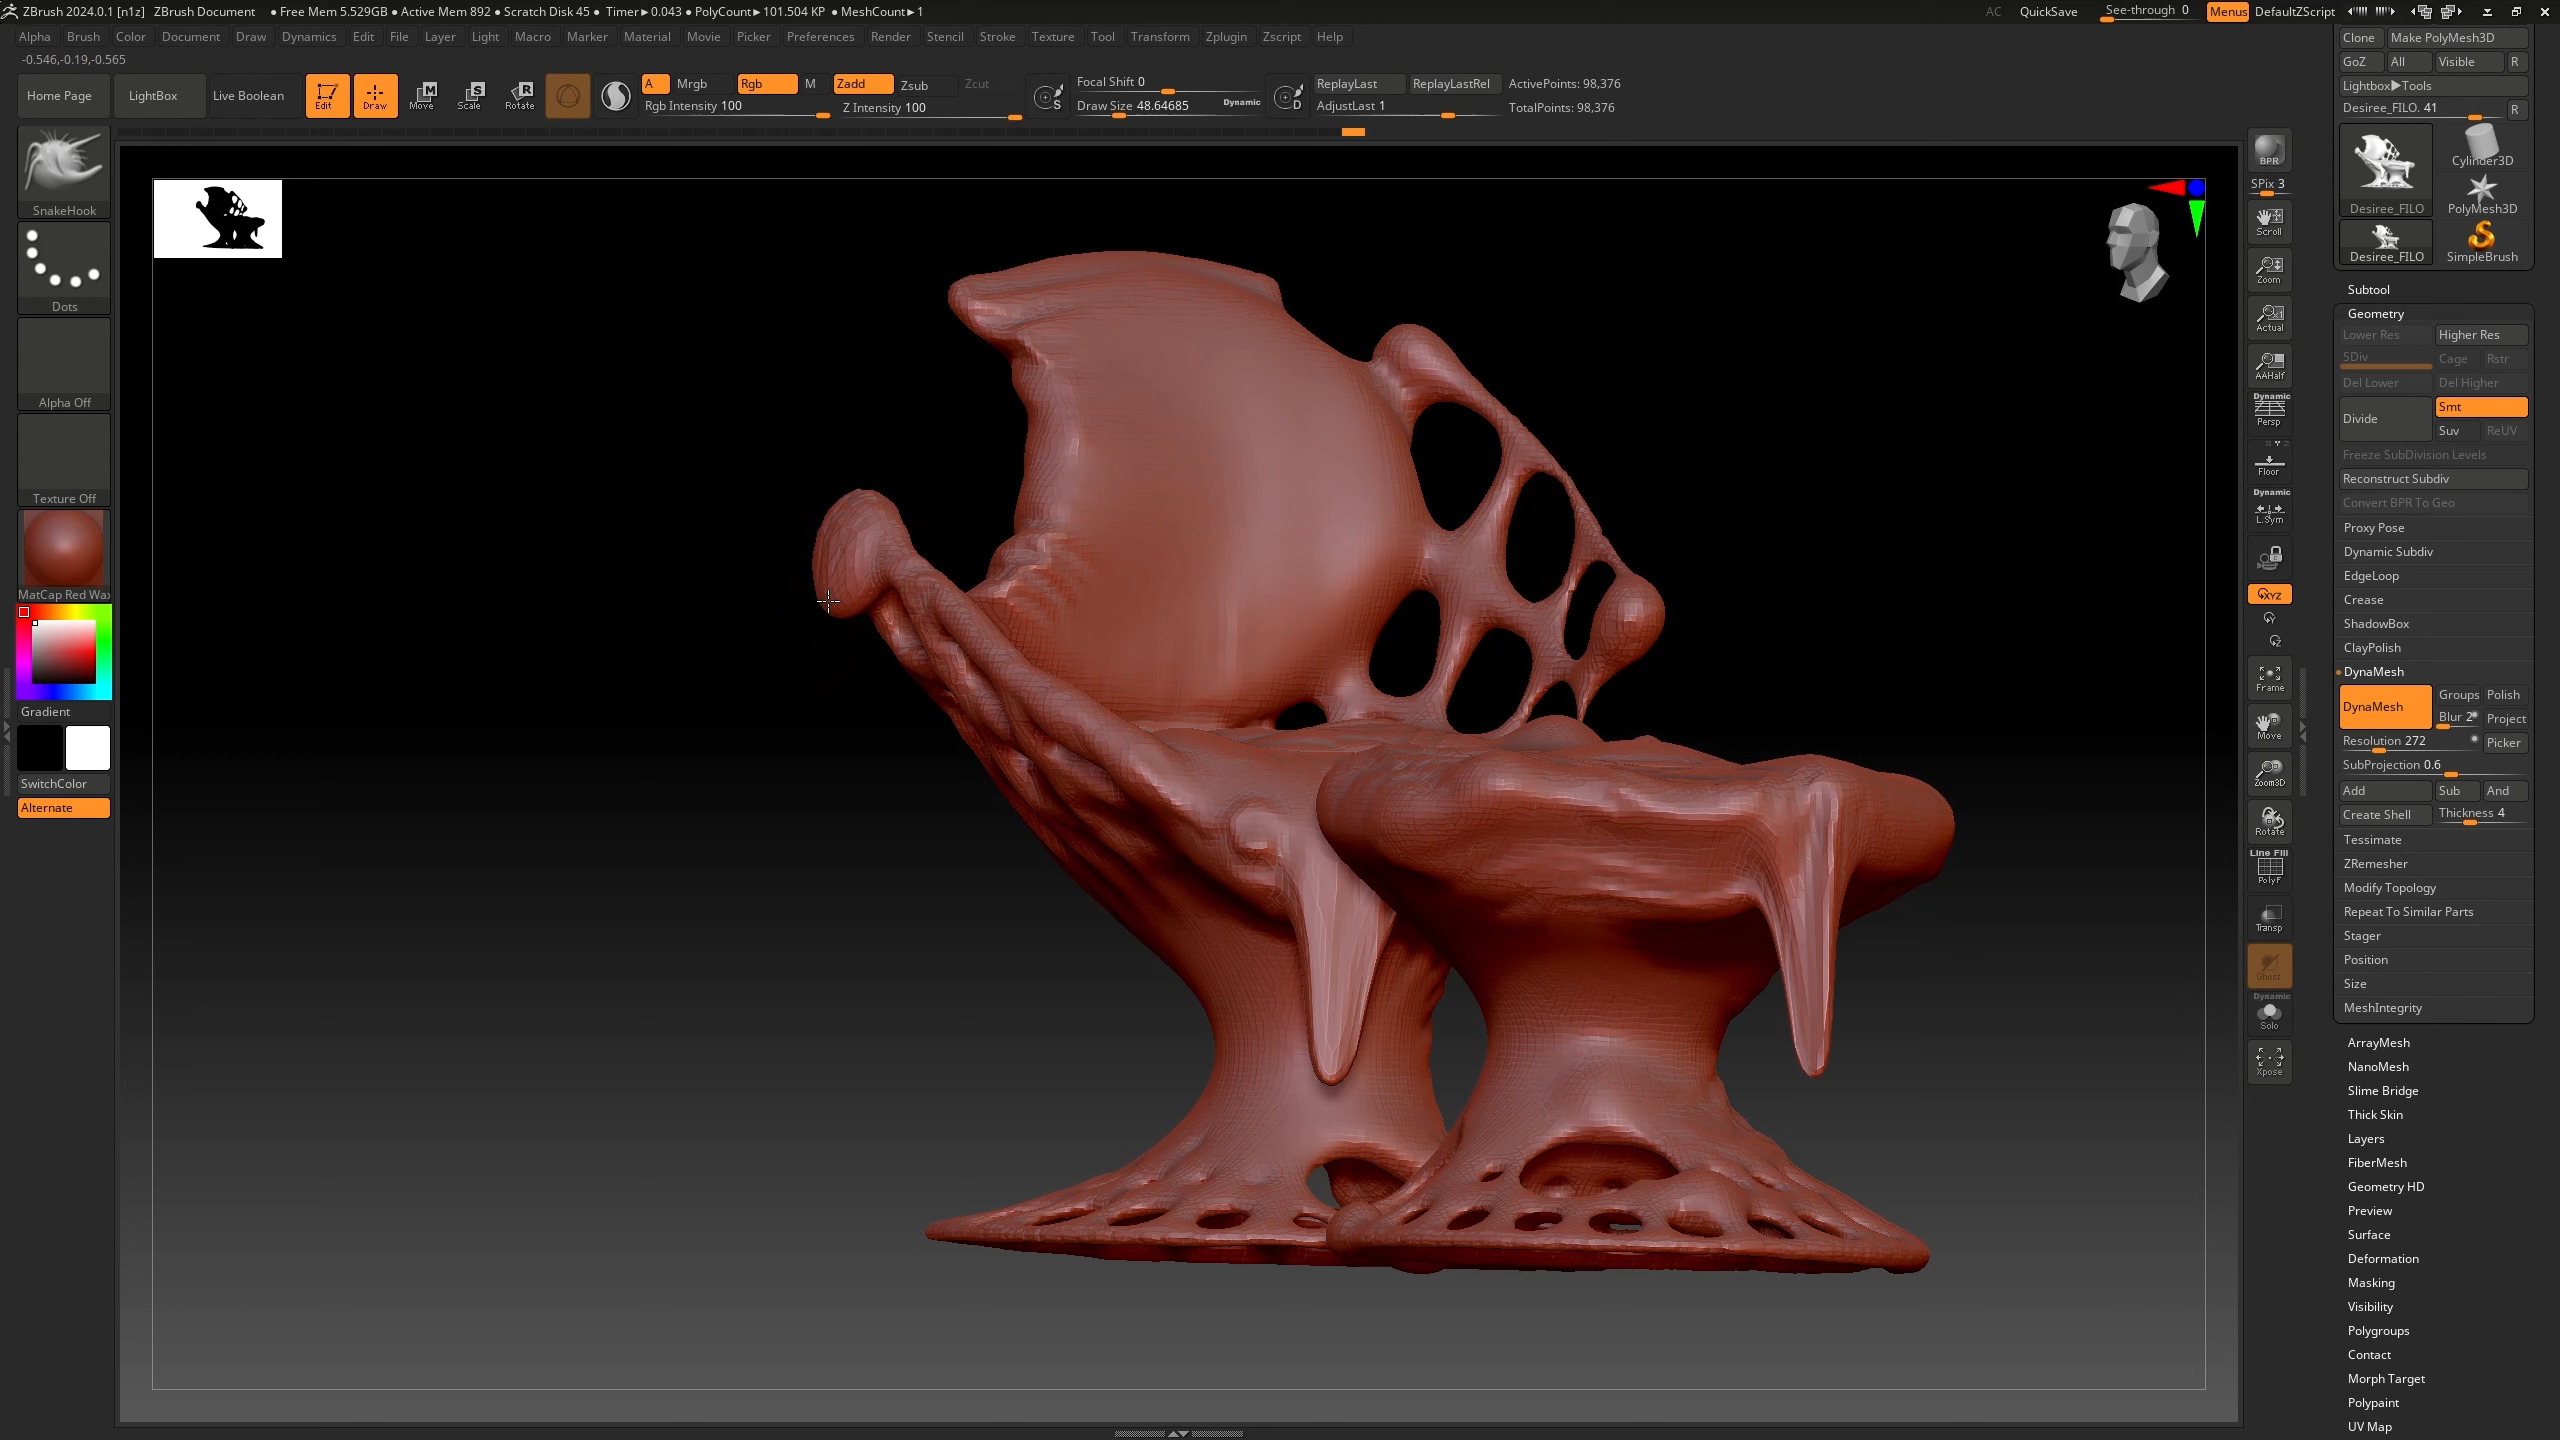 ZBrush 2024.0.1 [n1z] ZBrush Document ● Free Mem 5.529GB ● Active Mem 892 ● Scratch Disk 45 ● Timer►0.043 ● PolyCount►101.504 KP ● MeshCount►1 AC QuickSave See-through 0 Menus DefaultZScript
Alpha Brush Color Document Draw Dynamics Edit File Layer Light Macro Marker Material Movie Picker Preferences Render Stencil Stroke Texture Tool Transform Zplugin Zscript Help
-0.546,-0.19,-0.565
Home Page LightBox Live Boolean Edit Draw Move Scale Rotate
A Mrgb Rgb M Zadd Zsub Zcut
Rgb Intensity 100 Z Intensity 100
Focal Shift 0
Draw Size 48.64685 Dynamic
ReplayLast ReplayLastRel ActivePoints: 98,376
AdjustLast 1 TotalPoints: 98,376
SnakeHook
Dots
Alpha Off
Texture Off
MatCap Red Wax
Gradient
SwitchColor
Alternate
BPR
SPix 3
Scroll
Zoom
Actual
AAHalf
Dynamic
Persp
Floor
Dynamic
L.Sym
XYZ
Frame
Move
Zoom3D
Rotate
Line Fill
PolyF
Transp
Ghost
Dynamic
Solo
Xpose
Clone Make PolyMesh3D
GoZ All Visible R
Lightbox►Tools
Desiree_FILO. 41 R
Cylinder3D
Desiree_FILO PolyMesh3D
Desiree_FILO SimpleBrush
Subtool
Geometry
Lower Res Higher Res
SDiv Cage Rstr
Del Lower Del Higher
Divide Smt
Suv ReUV
Freeze SubDivision Levels
Reconstruct Subdiv
Convert BPR To Geo
Proxy Pose
Dynamic Subdiv
EdgeLoop
Crease
ShadowBox
ClayPolish
DynaMesh
DynaMesh Groups Polish
Blur 2 Project
Resolution 272 Picker
SubProjection 0.6
Add Sub And
Create Shell Thickness 4
Tessimate
ZRemesher
Modify Topology
Repeat To Similar Parts
Stager
Position
Size
MeshIntegrity
ArrayMesh
NanoMesh
Slime Bridge
Thick Skin
Layers
FiberMesh
Geometry HD
Preview
Surface
Deformation
Masking
Visibility
Polygroups
Contact
Morph Target
Polypaint
UV Map